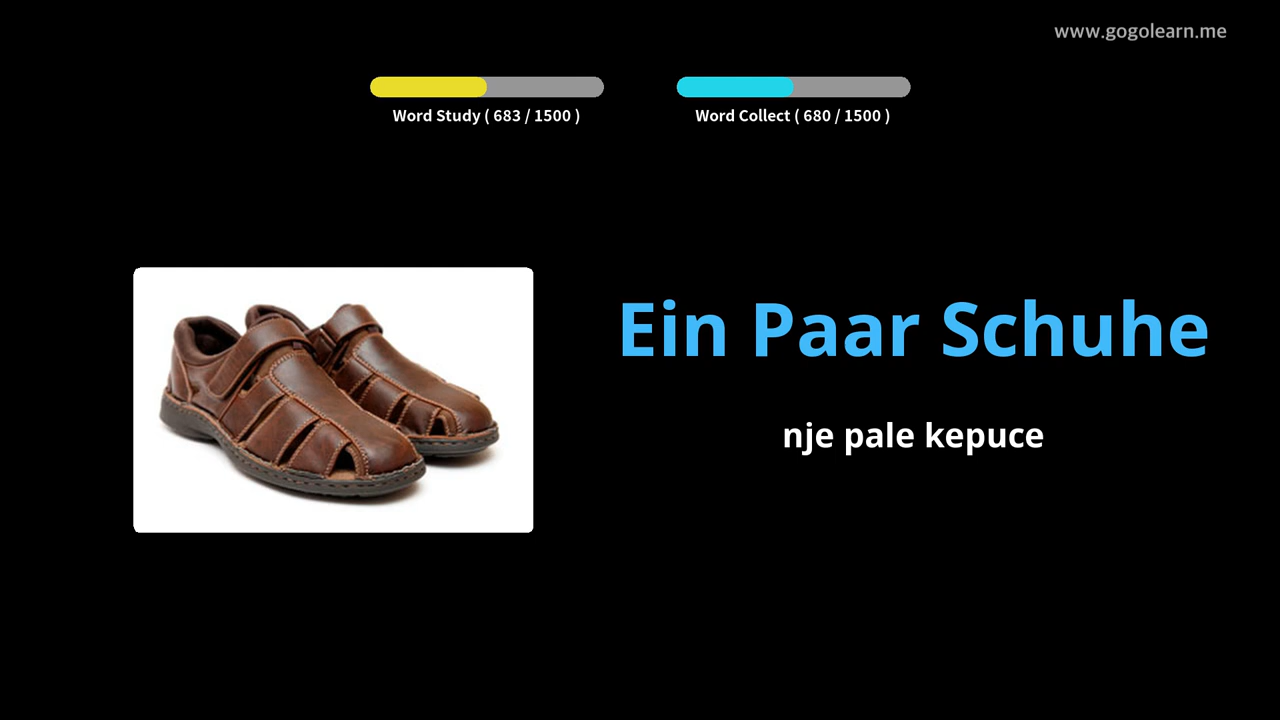 www.gogolearn.me
Word Study ( 683 / 1500 )
Word Collect ( 680 / 1500 )
Ein Paar Schuhe
nje pale kepuce